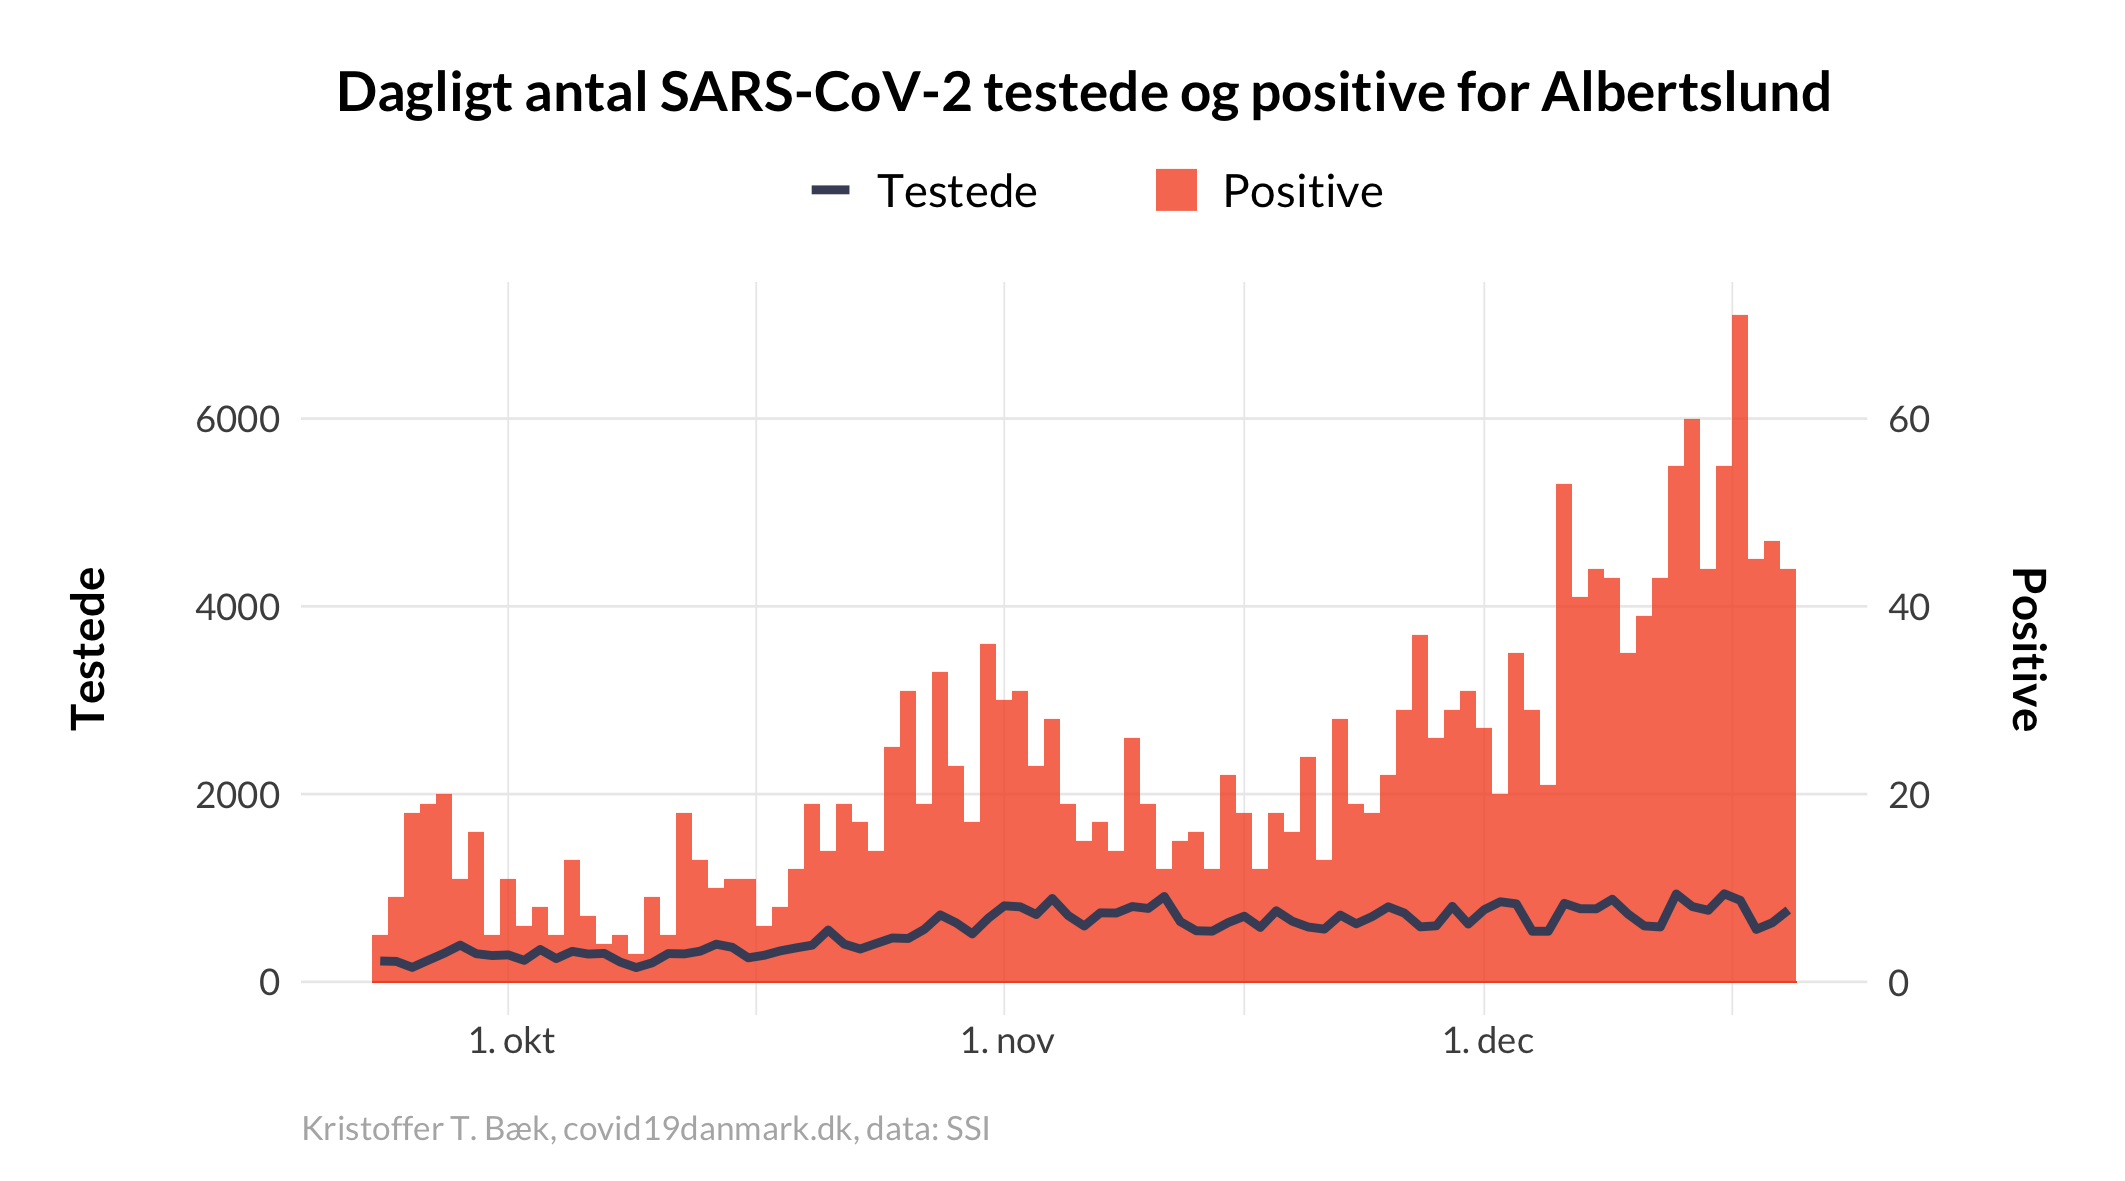 Dagligt antal SARS-CoV-2 testede og positive for Albertslund
Testede
Positive
6000
4000
2000
0
60
40
20
0
Testede
Positive
1. okt
1. nov
1. dec
Kristoffer T. Bæk, covid19danmark.dk, data: SSI